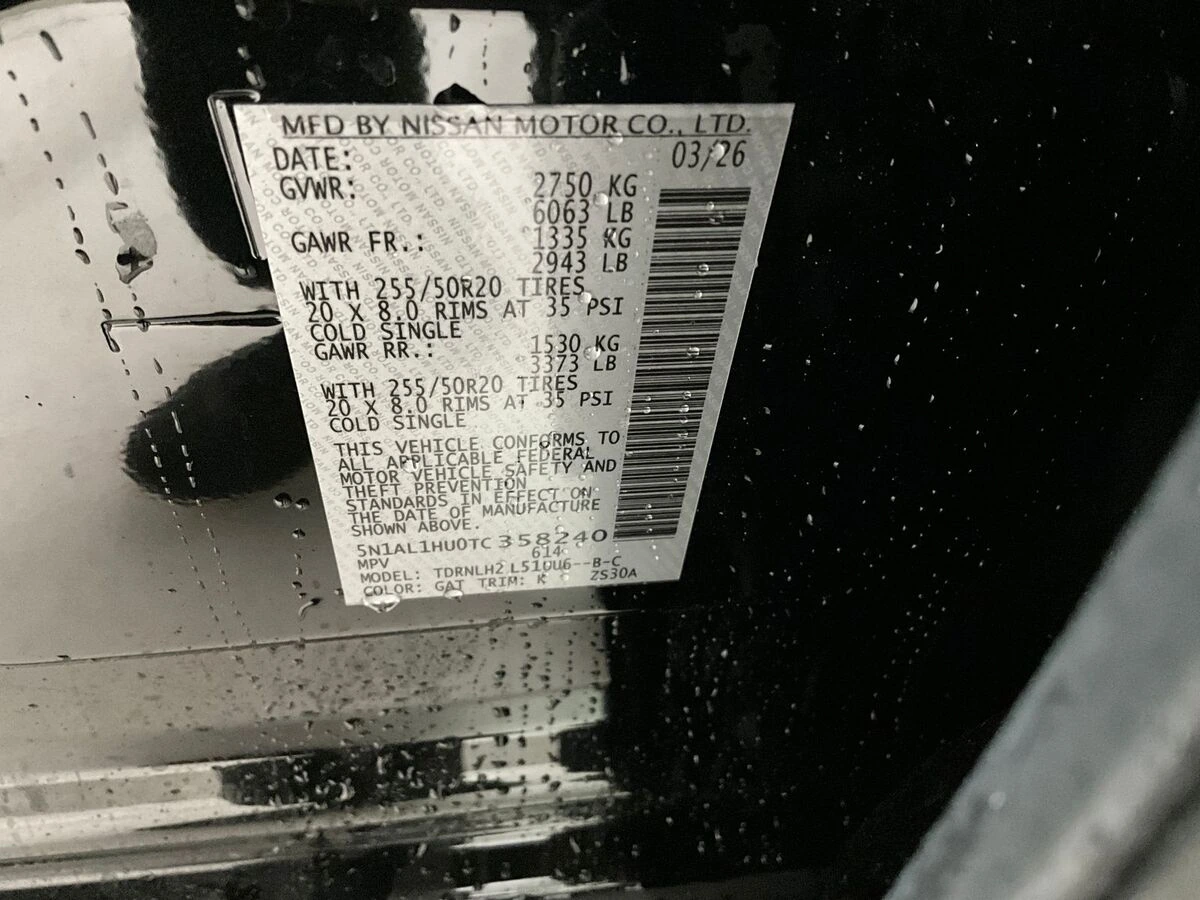 MFD BY NISSAN MOTOR CO., LTD.
DATE: 03/26
GVWR: 2750 KG
6063 LB
GAWR FR.: 1335 KG
2943 LB
WITH 255/50R20 TIRES
20 X 8.0 RIMS AT 35 PSI
COLD SINGLE
GAWR RR.: 1530 KG
3373 LB
WITH 255/50R20 TIRES
20 X 8.0 RIMS AT 35 PSI
COLD SINGLE
THIS VEHICLE CONFORMS TO
ALL APPLICABLE FEDERAL
MOTOR VEHICLE SAFETY AND
THEFT PREVENTION
STANDARDS IN EFFECT ON
THE DATE OF MANUFACTURE
SHOWN ABOVE.
5N1AL1HU0TC358240
MPV 614
MODEL: TDRNLH2 L510U6--B-C
COLOR: GAT TRIM: K ZS30A